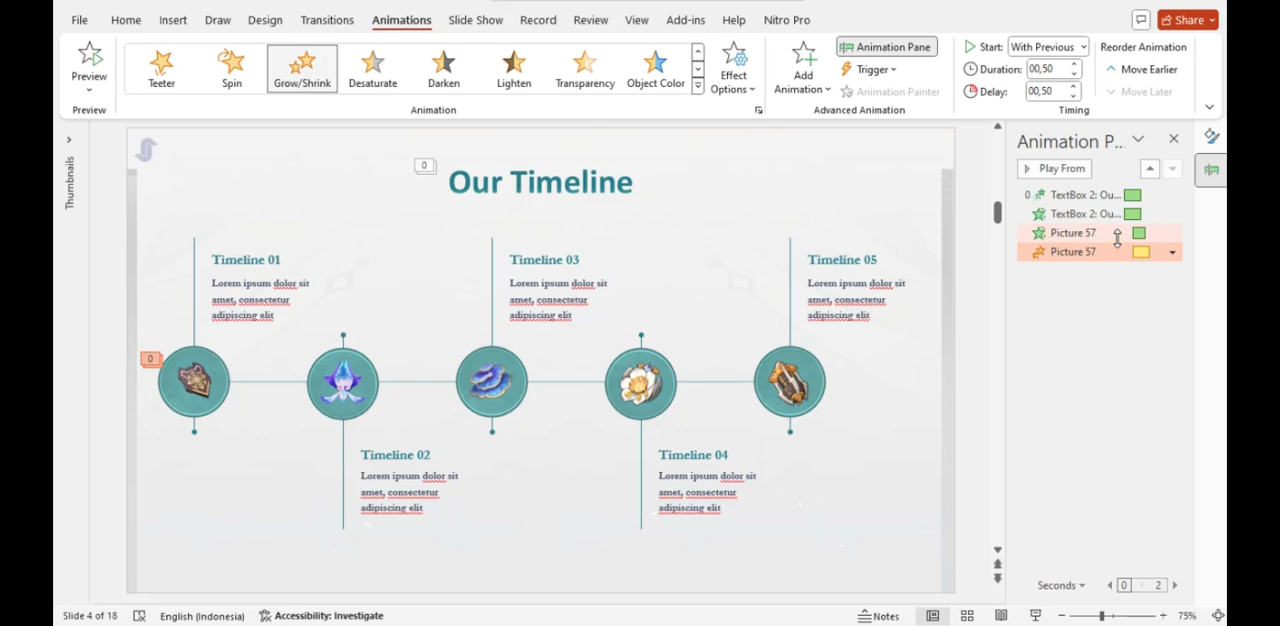 File Home Insert Draw Design Transitions Animations Slide Show Record Review View Add-ins Help Nitro Pro Share
Preview
Teeter Spin Grow/Shrink Desaturate Darken Lighten Transparency Object Color
Effect
Options
Add
Animation
Animation Pane
Trigger
Animation Painter
Start: With Previous
Duration: 00,50
Delay: 00,50
Reorder Animation
Move Earlier
Move Later
Preview Animation Advanced Animation Timing
Thumbnails
0
Our Timeline
Timeline 01
Lorem ipsum dolor sit
amet, consectetur
adipiscing elit
Timeline 03
Lorem ipsum dolor sit
amet, consectetur
adipiscing elit
Timeline 05
Lorem ipsum dolor sit
amet, consectetur
adipiscing elit
0
Timeline 02
Lorem ipsum dolor sit
amet, consectetur
adipiscing elit
Timeline 04
Lorem ipsum dolor sit
amet, consectetur
adipiscing elit
Animation P...
Play From
0 TextBox 2: Ou...
TextBox 2: Ou...
Picture 57
Picture 57
Seconds 0 2
Slide 4 of 18 English (Indonesia) Accessibility: Investigate Notes 75%